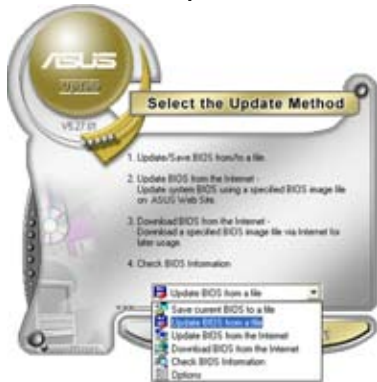 ASUS
Update
V5.27.01
Select the Update Method
1. Update/Save BIOS from/to a file.
2. Update BIOS from the Internet -
Update system BIOS using a specified BIOS image file
on ASUS Web Site.
3. Download BIOS from the Internet -
Download a specified BIOS image file via Internet for
later usage.
4. Check BIOS Information
Update BIOS from a file
Save current BIOS to a file
Update BIOS from a file
Update BIOS from the Internet
Download BIOS from the Internet
Check BIOS Information
Options